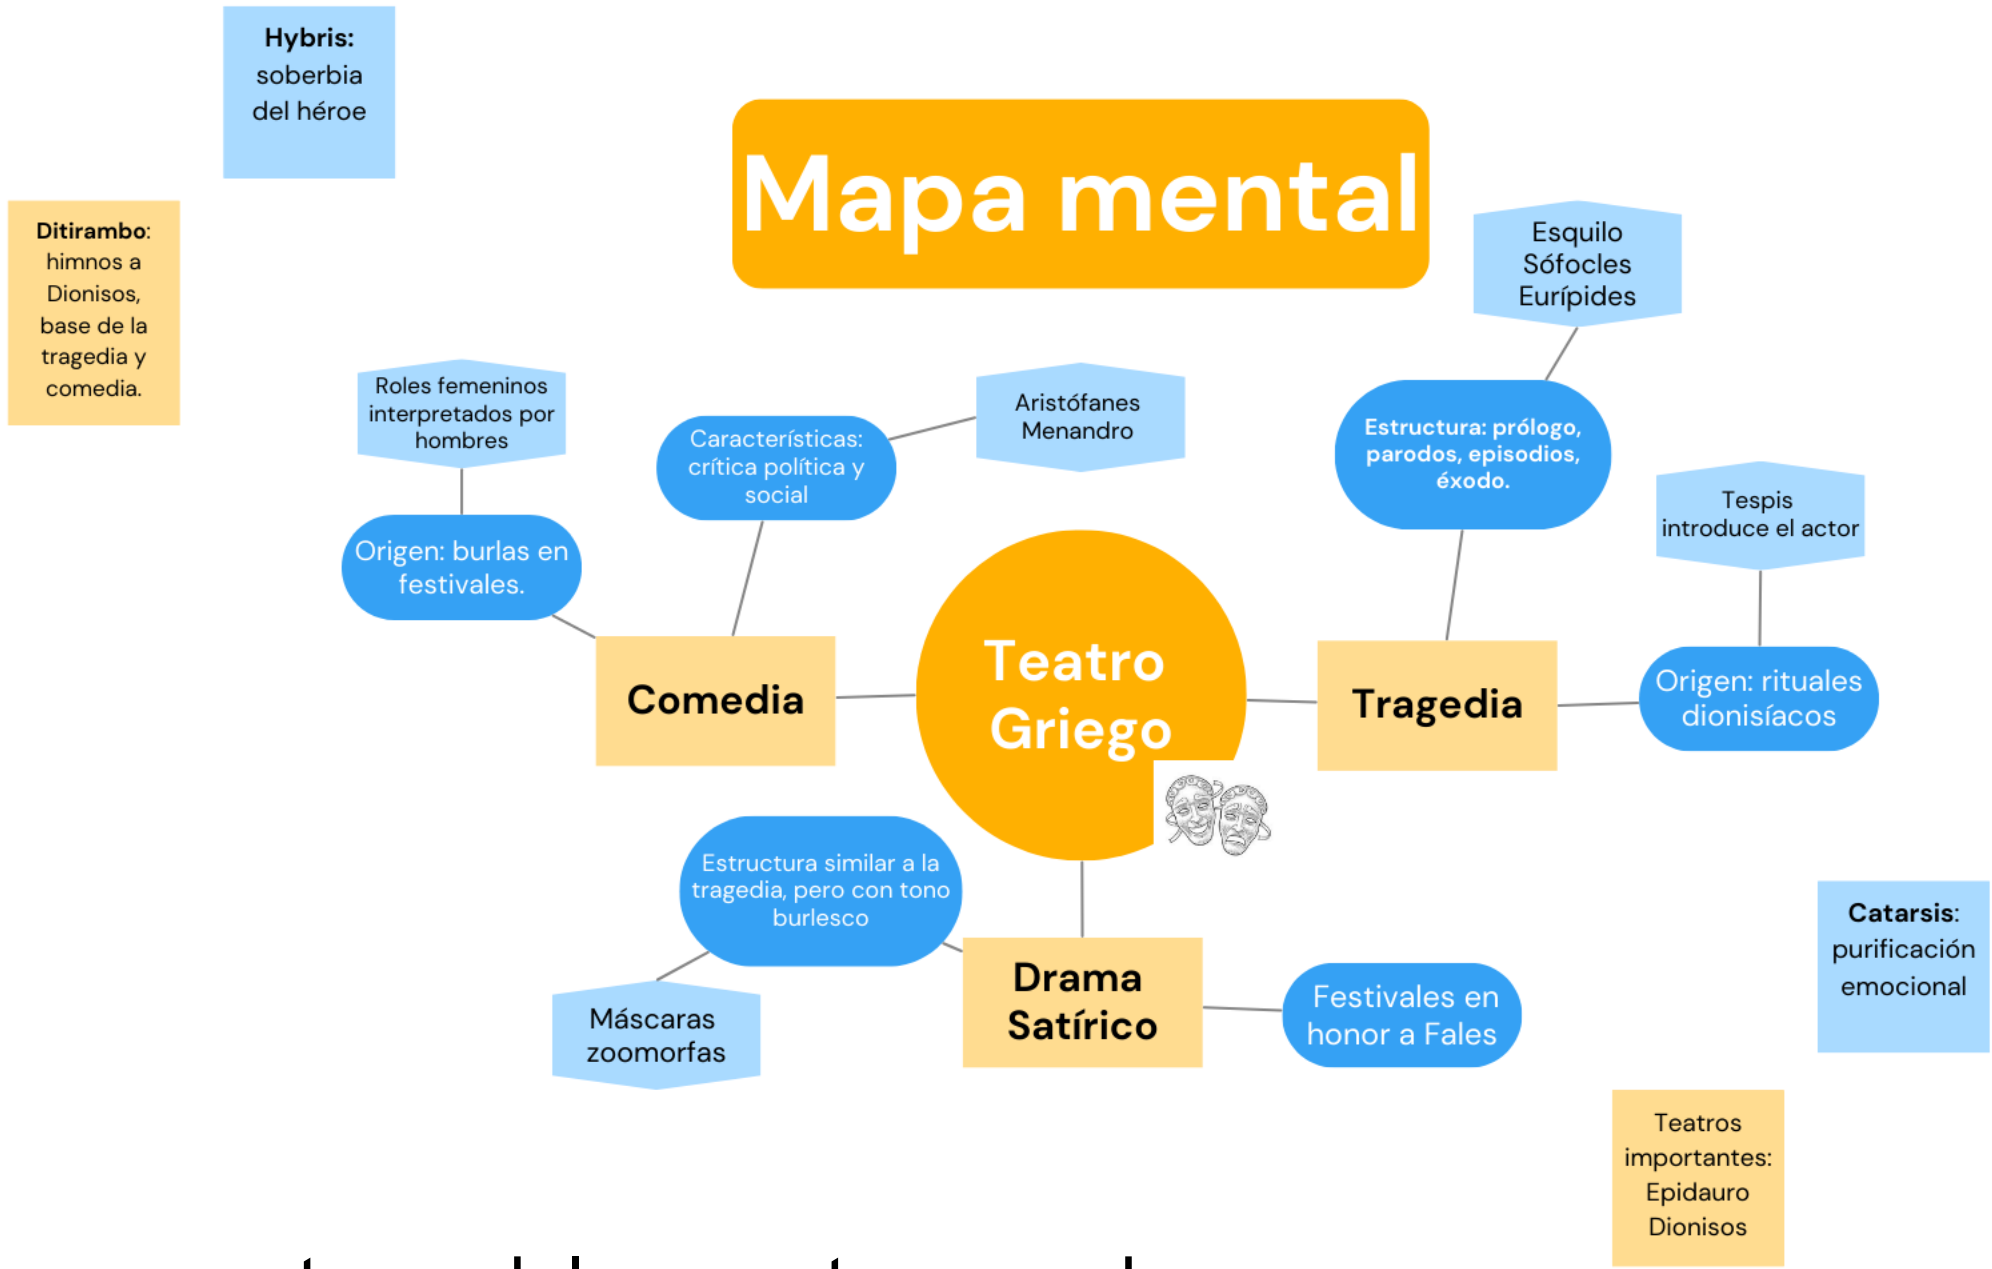 Hybris:
soberbia
del héroe
Mapa mental
Ditirambo:
himnos a
Dionisos,
base de la
tragedia y
comedia.
Esquilo
Sófocles
Eurípides
Roles femeninos
interpretados por
hombres
Características:
crítica política y
social
Aristófanes
Menandro
Estructura: prólogo,
parodos, episodios,
éxodo.
Tespis
introduce el actor
Origen: burlas en
festivales.
Comedia
Teatro
Griego
Tragedia
Origen: rituales
dionisíacos
Estructura similar a la
tragedia, pero con tono
burlesco
Máscaras
zoomorfas
Drama
Satírico
Festivales en
honor a Fales
Catarsis:
purificación
emocional
Teatros
importantes:
Epidauro
Dionisos